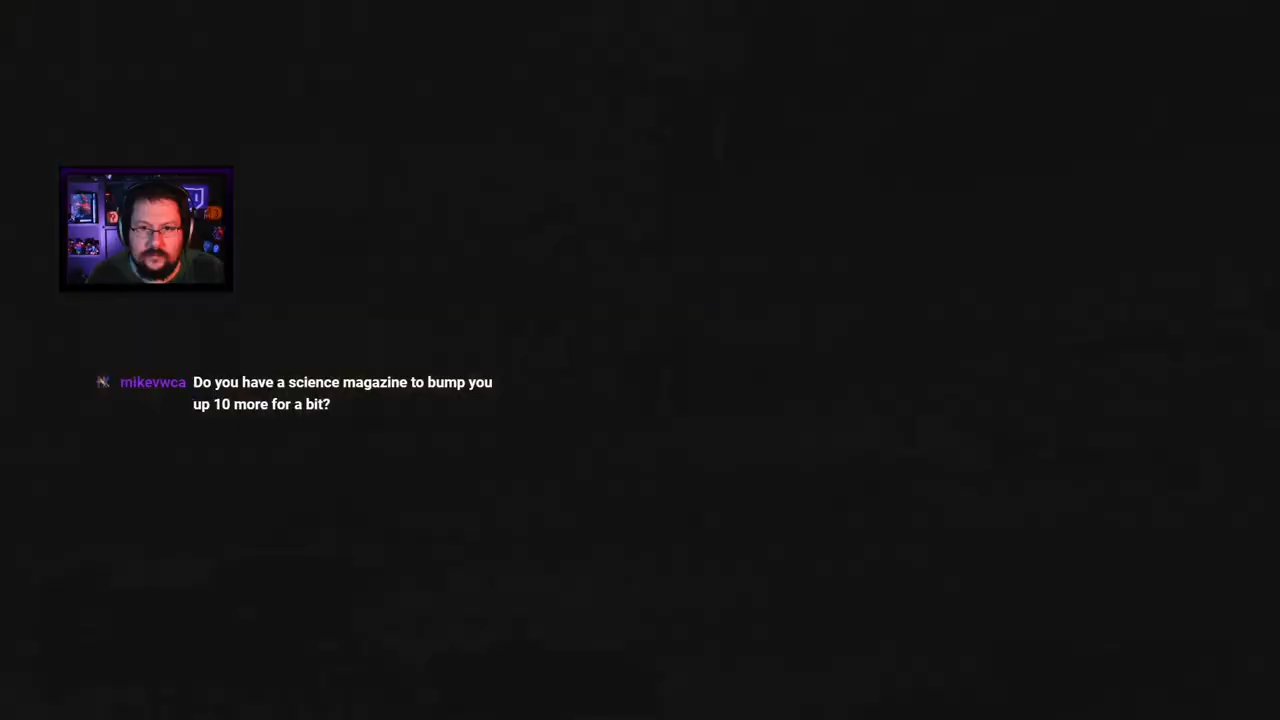 mikevwca Do you have a science magazine to bump you
up 10 more for a bit?